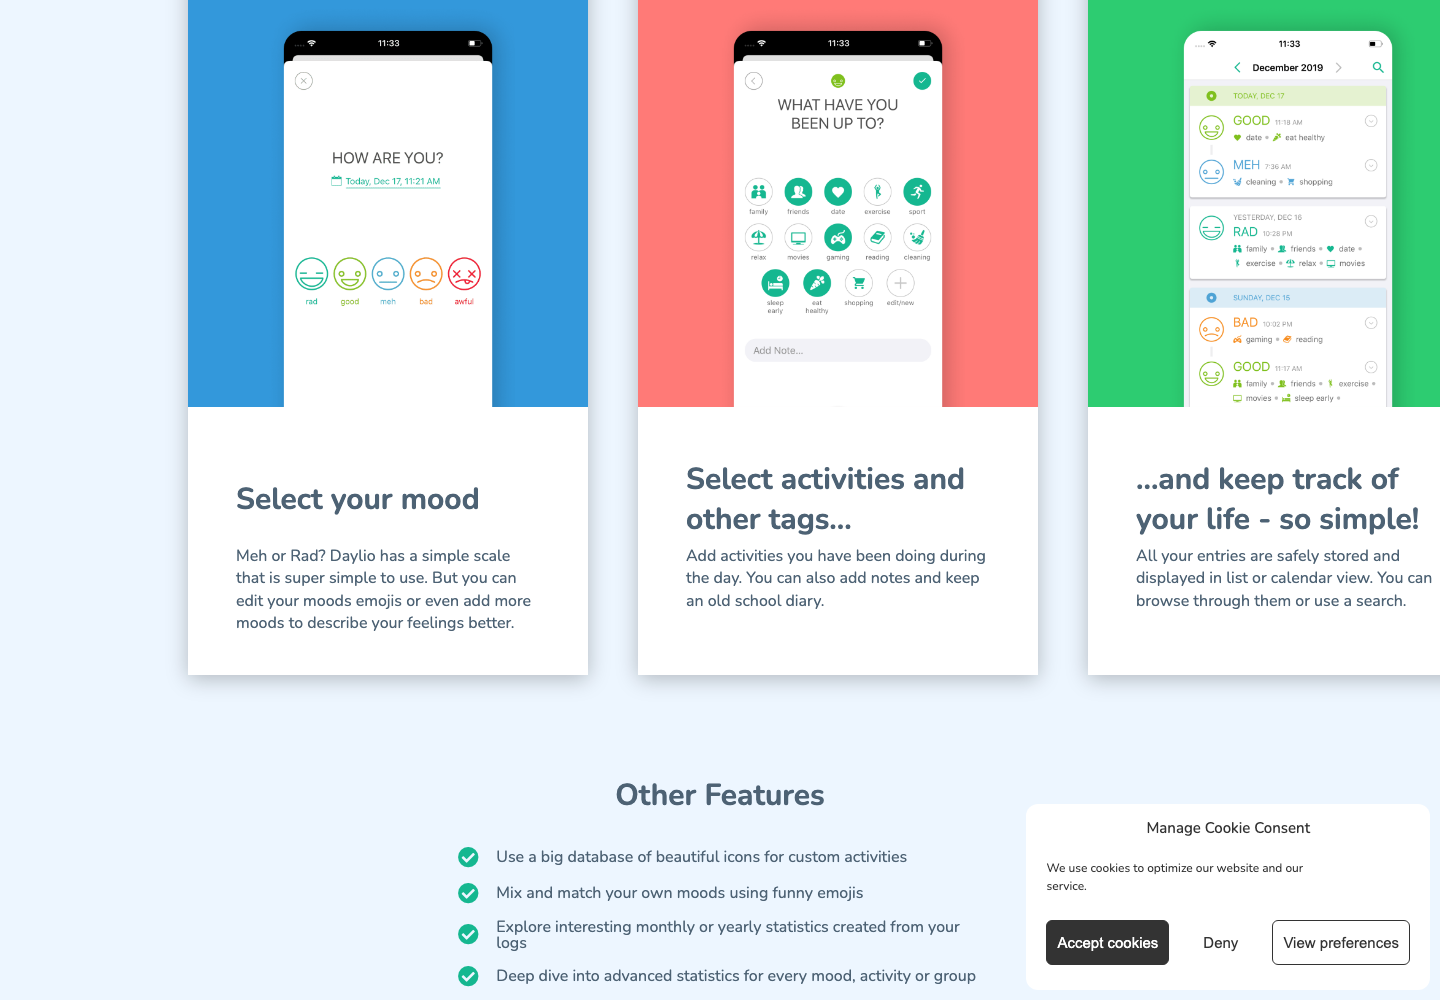 11:33
HOW ARE YOU?
Today, Dec 17, 11:21 AM
rad
good
meh
bad
awful
Select your mood
Meh or Rad? Daylio has a simple scale
that is super simple to use. But you can
edit your moods emojis or even add more
moods to describe your feelings better.
11:33
WHAT HAVE YOU
BEEN UP TO?
family
friends
date
exercise
sport
relax
movies
gaming
reading
cleaning
sleep
early
eat
healthy
shopping
edit/new
Add Note...
Select activities and
other tags...
Add activities you have been doing during
the day. You can also add notes and keep
an old school diary.
11:33
December 2019
TODAY, DEC 17
GOOD 11:18 AM
date • eat healthy
MEH 7:36 AM
cleaning • shopping
YESTERDAY, DEC 16
RAD 10:28 PM
family • friends • date •
exercise • relax • movies
SUNDAY, DEC 15
BAD 10:02 PM
gaming • reading
GOOD 11:17 AM
family • friends • exercise •
movies • sleep early •
...and keep track of
your life - so simple!
All your entries are safely stored and
displayed in list or calendar view. You can
browse through them or use a search.
Other Features
Use a big database of beautiful icons for custom activities
Mix and match your own moods using funny emojis
Explore interesting monthly or yearly statistics created from your
logs
Deep dive into advanced statistics for every mood, activity or group
Manage Cookie Consent
We use cookies to optimize our website and our
service.
Accept cookies
Deny
View preferences